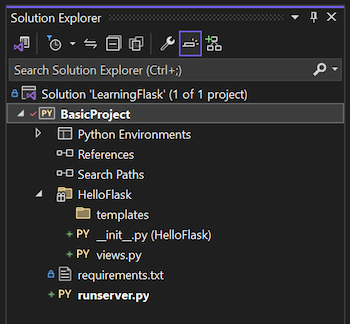 Solution Explorer
Search Solution Explorer (Ctrl+;)
Solution 'LearningFlask' (1 of 1 project)
PY BasicProject
Python Environments
References
Search Paths
HelloFlask
templates
+ PY __init__.py (HelloFlask)
+ PY views.py
requirements.txt
+ PY runserver.py